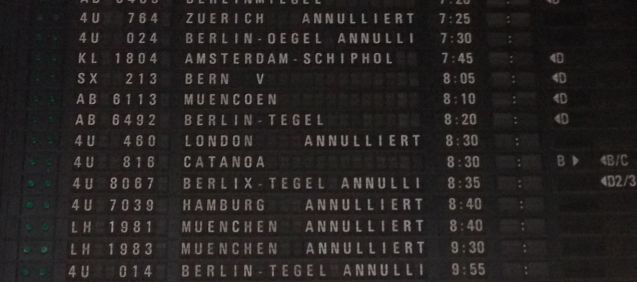 4U 764 ZUERICH ANNULLIERT 7:25
4U 024 BERLIN-OEGEL ANNULLI 7:30 :
KL 1804 AMSTERDAM-SCHIPHOL 7:45 : ◀D
SX 213 BERN V 8:05 : ◀D
AB 6113 MUENCOEN 8:10 : ◀D
AB 6492 BERLIN-TEGEL 8:20 : ◀D
4U 460 LONDON ANNULLIERT 8:30 :
4U 816 CATANOA 8:30 : B ▶ ◀B/C
4U 8067 BERLIX-TEGEL ANNULLI 8:35 : ◀D2/3
4U 7039 HAMBURG ANNULLIERT 8:40 :
LH 1981 MUENCHEN ANNULLIERT 8:40 :
LH 1983 MUENCHEN ANNULLIERT 9:30 :
4U 014 BERLIN-TEGEL ANNULLI 9:55 :